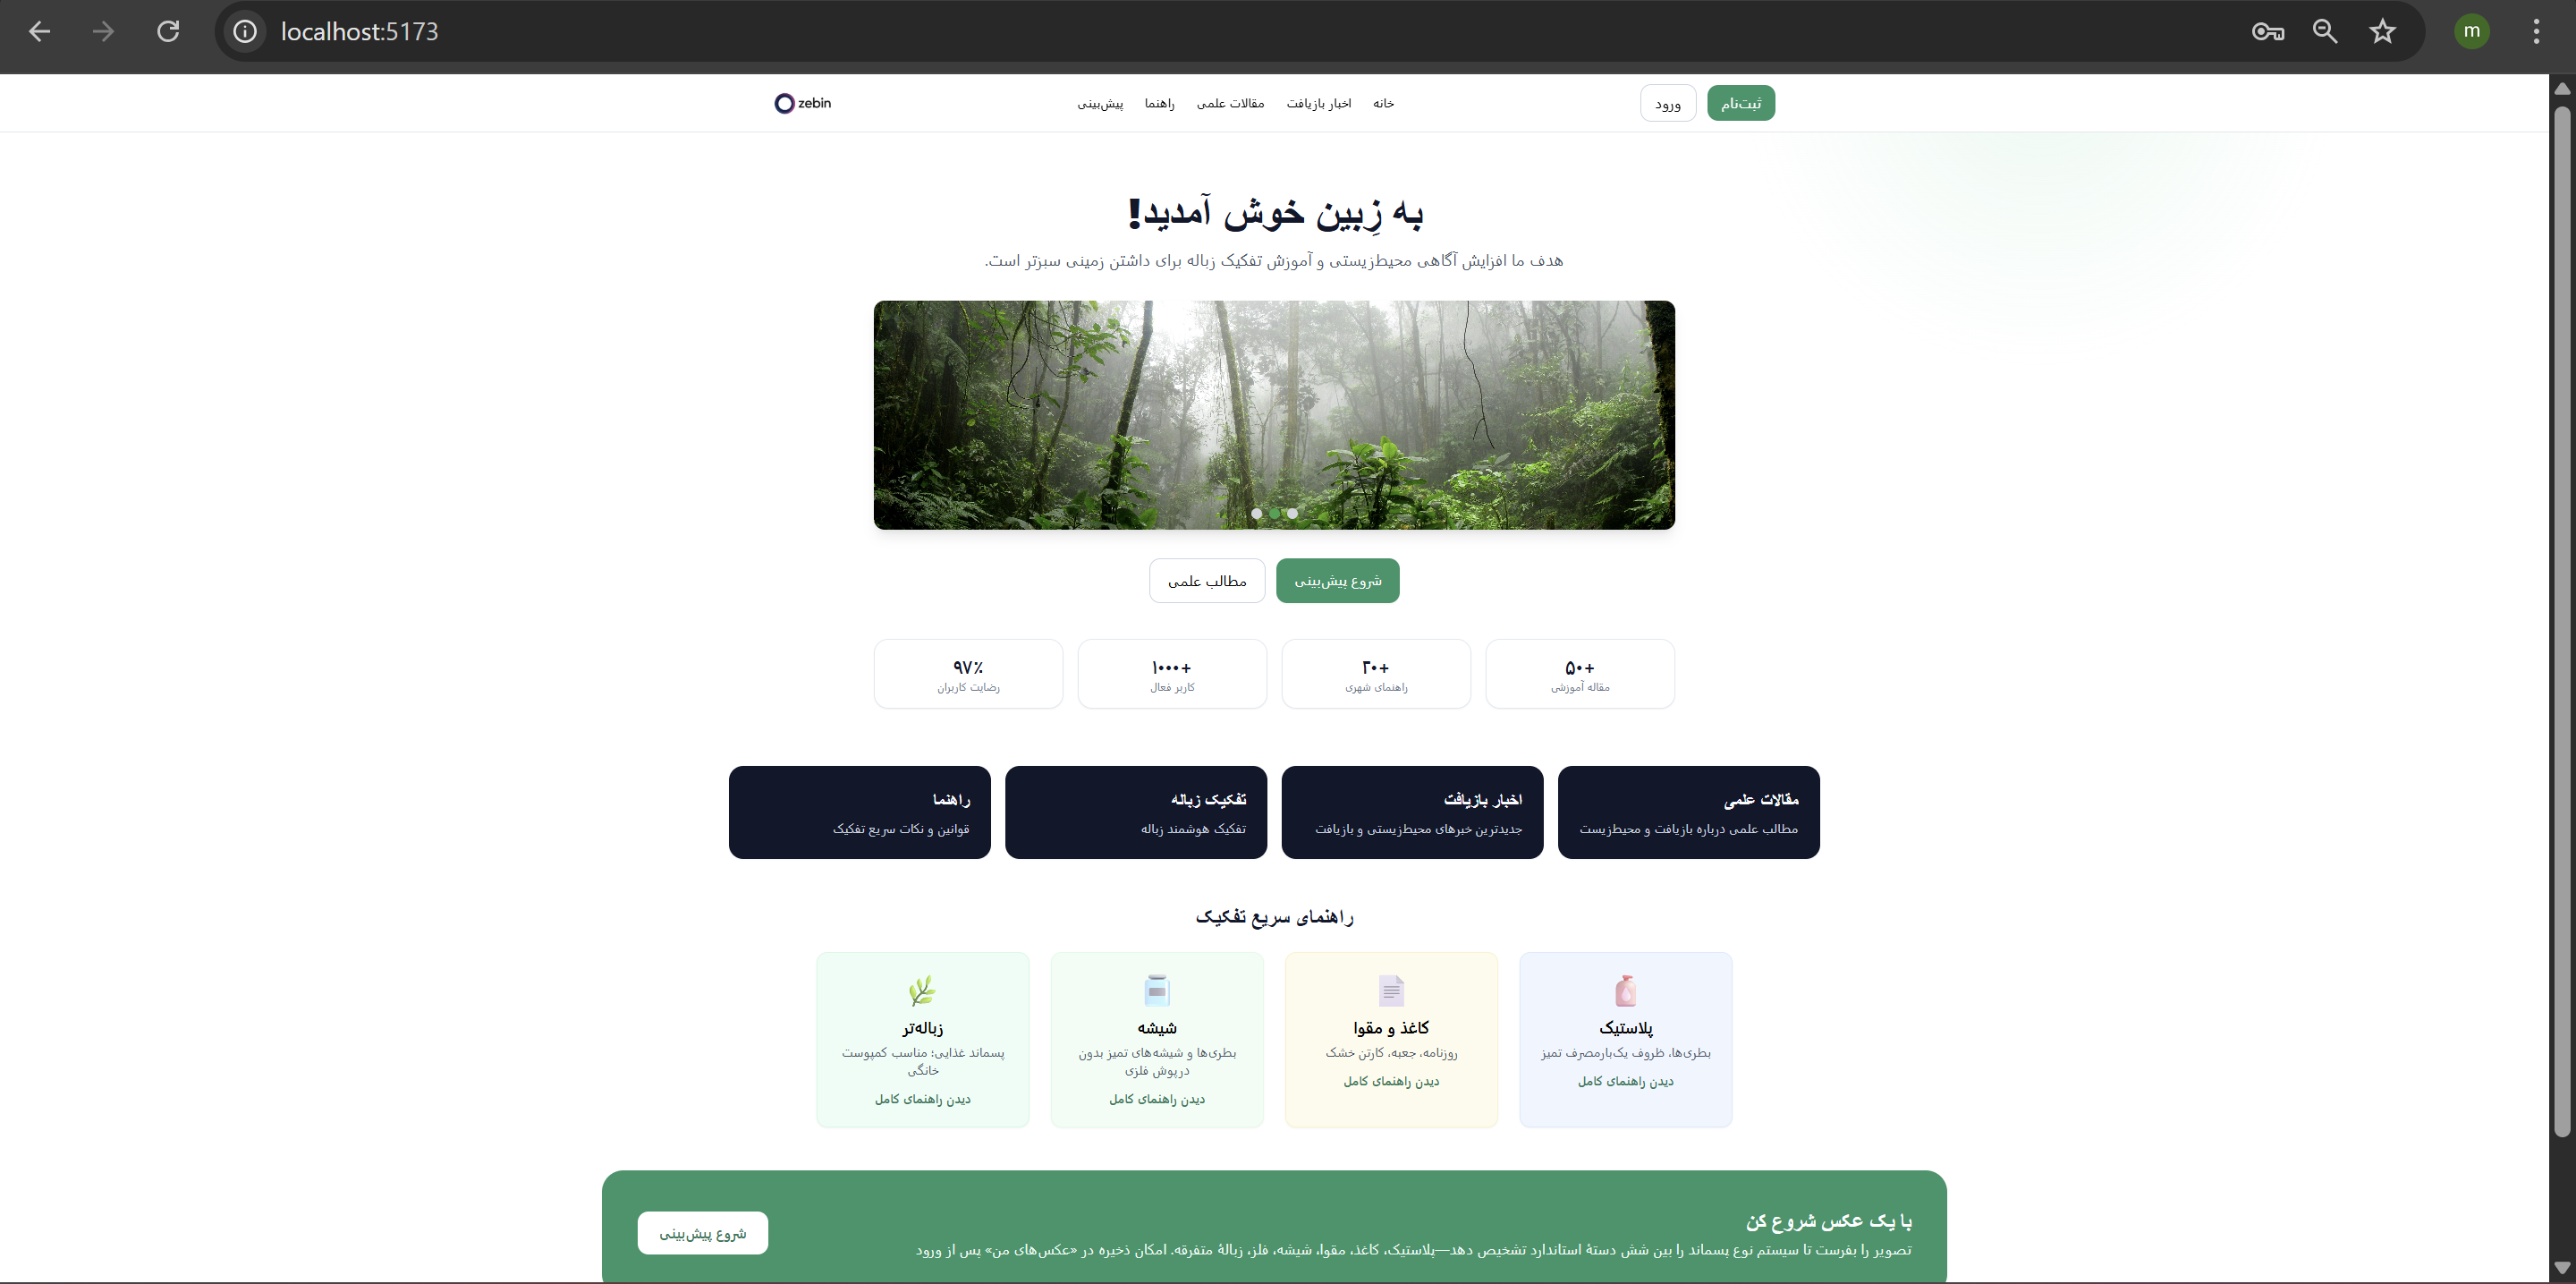 localhost:5173
m
ثبت‌نام
ورود
خانه
اخبار بازیافت
مقالات علمی
راهنما
پیش‌بینی
zebin
به زِبین خوش آمدید!
هدف ما افزایش آگاهی محیط‌زیستی و آموزش تفکیک زباله برای داشتن زمینی سبزتر است.
شروع پیش‌بینی
مطالب علمی
۵۰+
مقاله آموزشی
۲۰+
راهنمای شهری
۱۰۰۰+
کاربر فعال
۹۷٪
رضایت کاربران
مقالات علمی
مطالب علمی درباره بازیافت و محیط‌زیست
اخبار بازیافت
جدیدترین خبرهای محیط‌زیستی و بازیافت
تفکیک زباله
تفکیک هوشمند زباله
راهنما
قوانین و نکات سریع تفکیک
راهنمای سریع تفکیک
پلاستیک
بطری‌ها، ظروف یک‌بارمصرف تمیز
دیدن راهنمای کامل
کاغذ و مقوا
روزنامه، جعبه، کارتن خشک
دیدن راهنمای کامل
شیشه
بطری‌ها و شیشه‌های تمیز بدون
درپوش فلزی
دیدن راهنمای کامل
زباله‌تر
پسماند غذایی؛ مناسب کمپوست
خانگی
دیدن راهنمای کامل
با یک عکس شروع کن
تصویر را بفرست تا سیستم نوع پسماند را بین شش دستهٔ استاندارد تشخیص دهد—پلاستیک، کاغذ، مقوا، شیشه، فلز، زبالهٔ متفرقه. امکان ذخیره در «عکس‌های من» پس از ورود
شروع پیش‌بینی